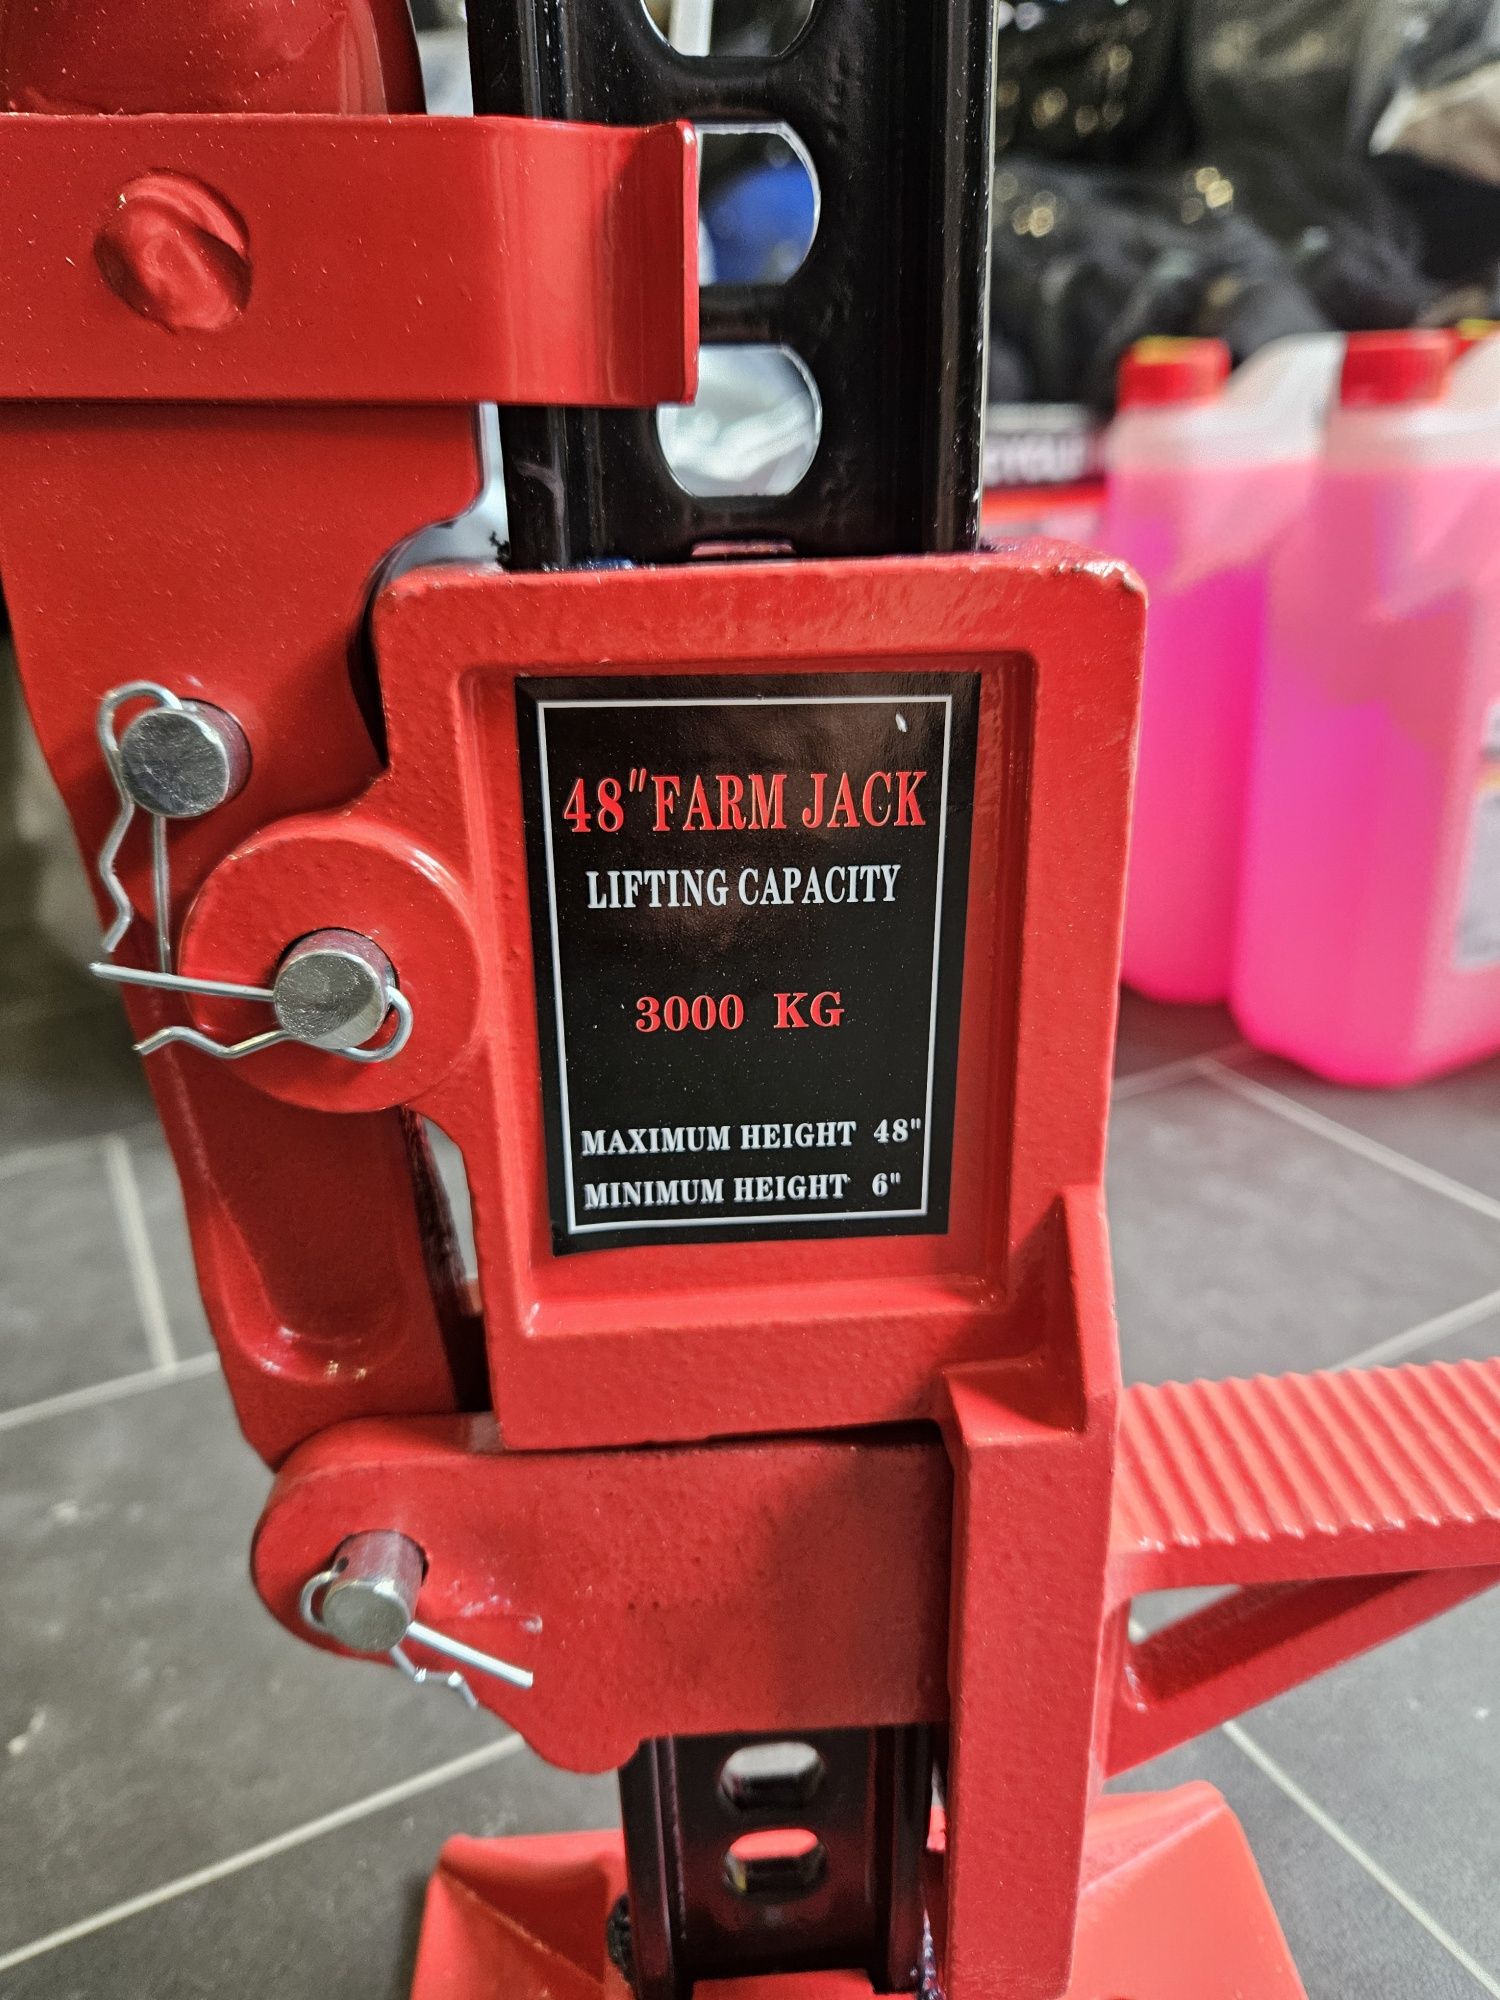 48"FARM JACK
LIFTING CAPACITY
3000 KG
MAXIMUM HEIGHT 48"
MINIMUM HEIGHT 6"